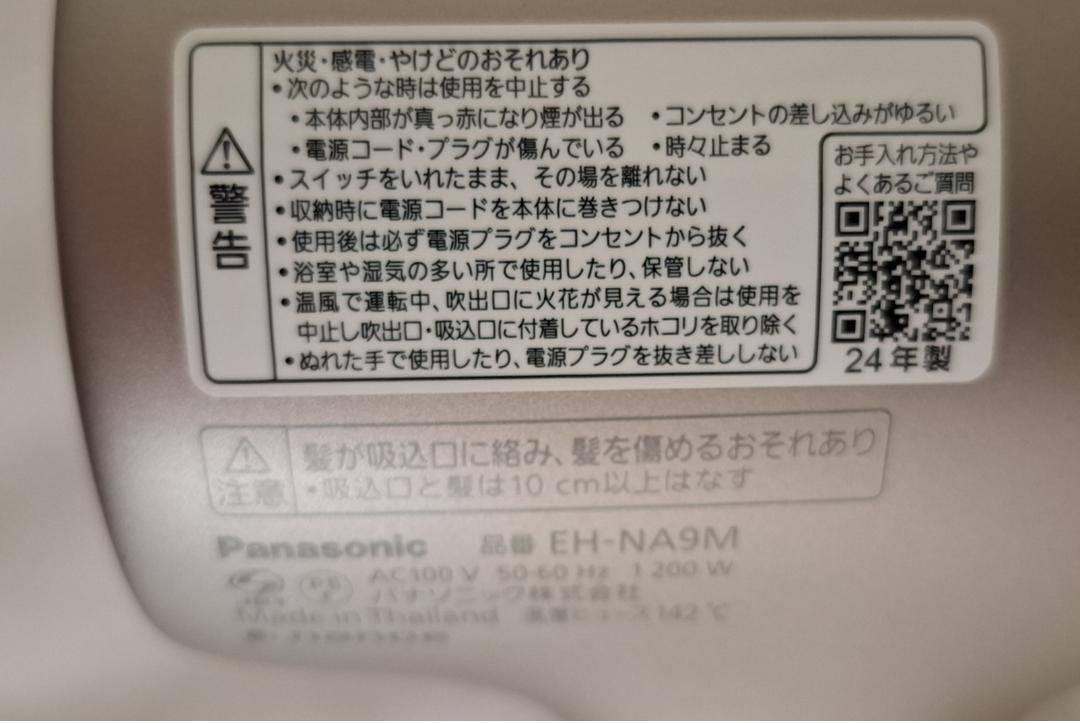 警告
火災・感電・やけどのおそれあり
・次のような時は使用を中止する
・本体内部が真っ赤になり煙が出る ・コンセントの差し込みがゆるい
・電源コード・プラグが傷んでいる ・時々止まる
・スイッチをいれたまま、その場を離れない
・収納時に電源コードを本体に巻きつけない
・使用後は必ず電源プラグをコンセントから抜く
・浴室や湿気の多い所で使用したり、保管しない
・温風で運転中、吹出口に火花が見える場合は使用を
中止し吹出口・吸込口に付着しているホコリを取り除く
・ぬれた手で使用したり、電源プラグを抜き差ししない
お手入れ方法や
よくあるご質問
24年製
注意
髪が吸込口に絡み、髪を傷めるおそれあり
・吸込口と髪は10 cm以上はなす
Panasonic 品番 EH-NA9M
AC100 V 50-60 Hz 1 200 W
パナソニック株式会社
Made in Thailand 温度ヒューズ142 ℃